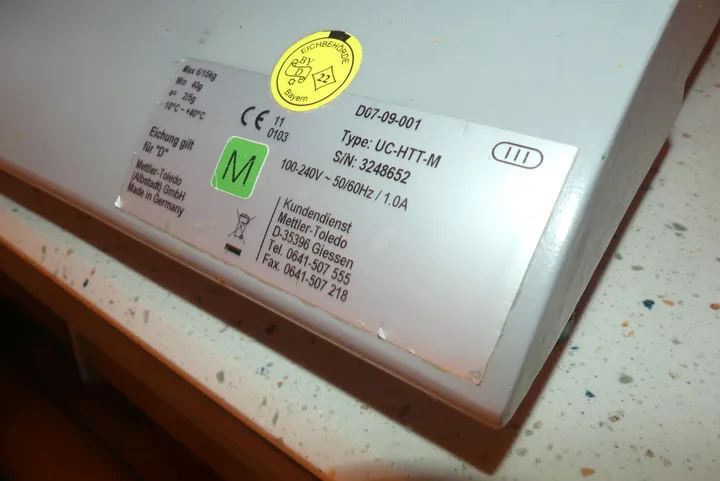 EICHBEHÖRDE
BY
D
22
Bayern
Max 6/15kg
Min 40g
e= 2/5g
10°C ~ +40°C
Eichung gilt
für "D"
Mettler-Toledo
(Albstadt) GmbH
Made in Germany
CE 11
0103
M
D07-09-001
Type: UC-HTT-M
S/N: 3248652
100-240V ~ 50/60Hz / 1.0A
III
Kundendienst
Mettler-Toledo
D-35396 Giessen
Tel. 0641-507 555
Fax. 0641-507 218